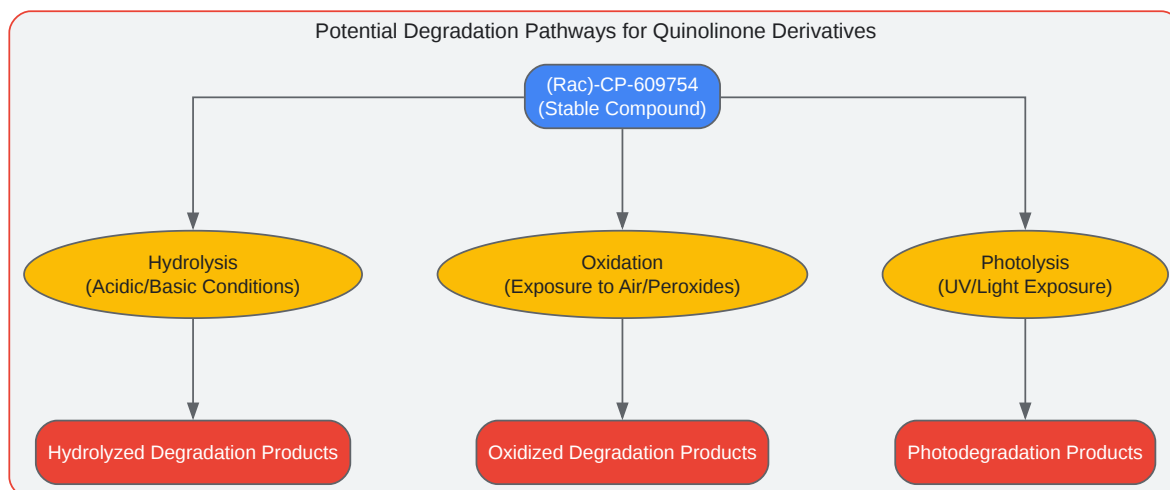 Potential Degradation Pathways for Quinolinone Derivatives
(Rac)-CP-609754
(Stable Compound)
Hydrolysis
(Acidic/Basic Conditions)
Oxidation
(Exposure to Air/Peroxides)
Photolysis
(UV/Light Exposure)
Hydrolyzed Degradation Products
Oxidized Degradation Products
Photodegradation Products